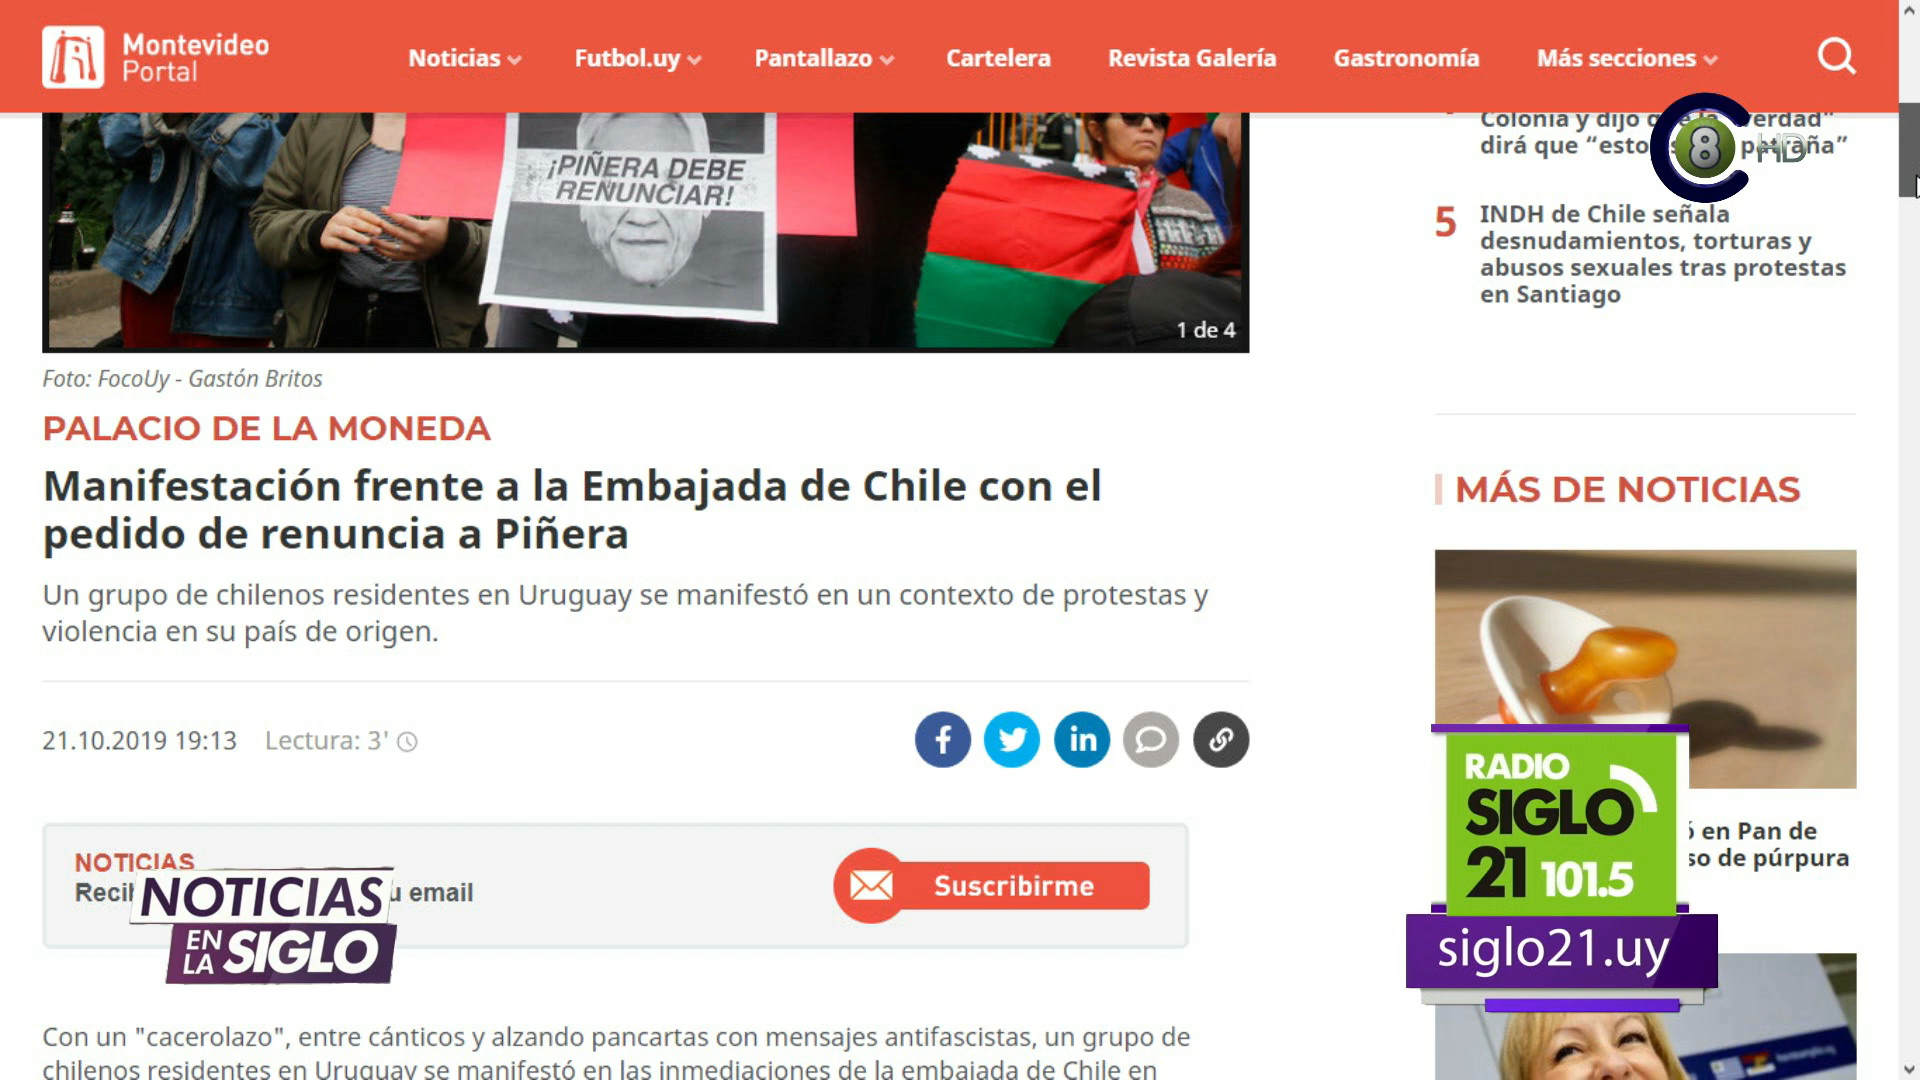 Montevideo
Portal
Noticias
Futbol.uy
Pantallazo
Cartelera
Revista Galería
Gastronomía
Más secciones
¡PIÑERA DEBE
RENUNCIAR!
1 de 4
Foto: FocoUy - Gastón Britos
PALACIO DE LA MONEDA
Manifestación frente a la Embajada de Chile con el
pedido de renuncia a Piñera
Un grupo de chilenos residentes en Uruguay se manifestó en un contexto de protestas y
violencia en su país de origen.
21.10.2019 19:13 Lectura: 3'
NOTICIAS
email
Suscribirme
NOTICIAS
EN LA SIGLO
Con un "cacerolazo", entre cánticos y alzando pancartas con mensajes antifascistas, un grupo de
chilenos residentes en Uruguay se manifestó en las inmediaciones de la embajada de Chile en
Colonia y dijo
dirá que “esto
8 HD
5 INDH de Chile señala
desnudamientos, torturas y
abusos sexuales tras protestas
en Santiago
MÁS DE NOTICIAS
en Pan de
de púrpura
RADIO
SIGLO
21 101.5
siglo21.uy